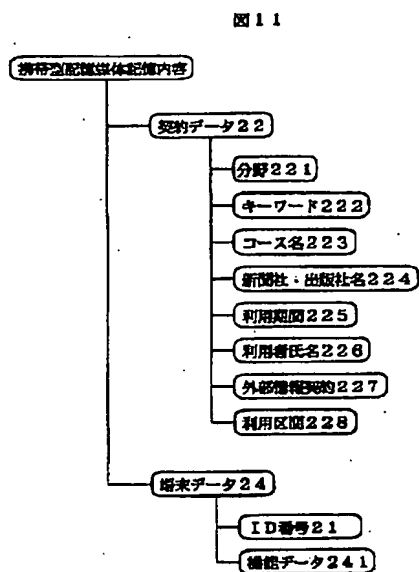 図11
携帯型記憶媒体記憶内容
契約データ22
分野221
キーワード222
コース名223
新聞社・出版社名224
利用期間225
利用者氏名226
外部情報契約227
利用区間228
端末データ24
ID番号21
機能データ241